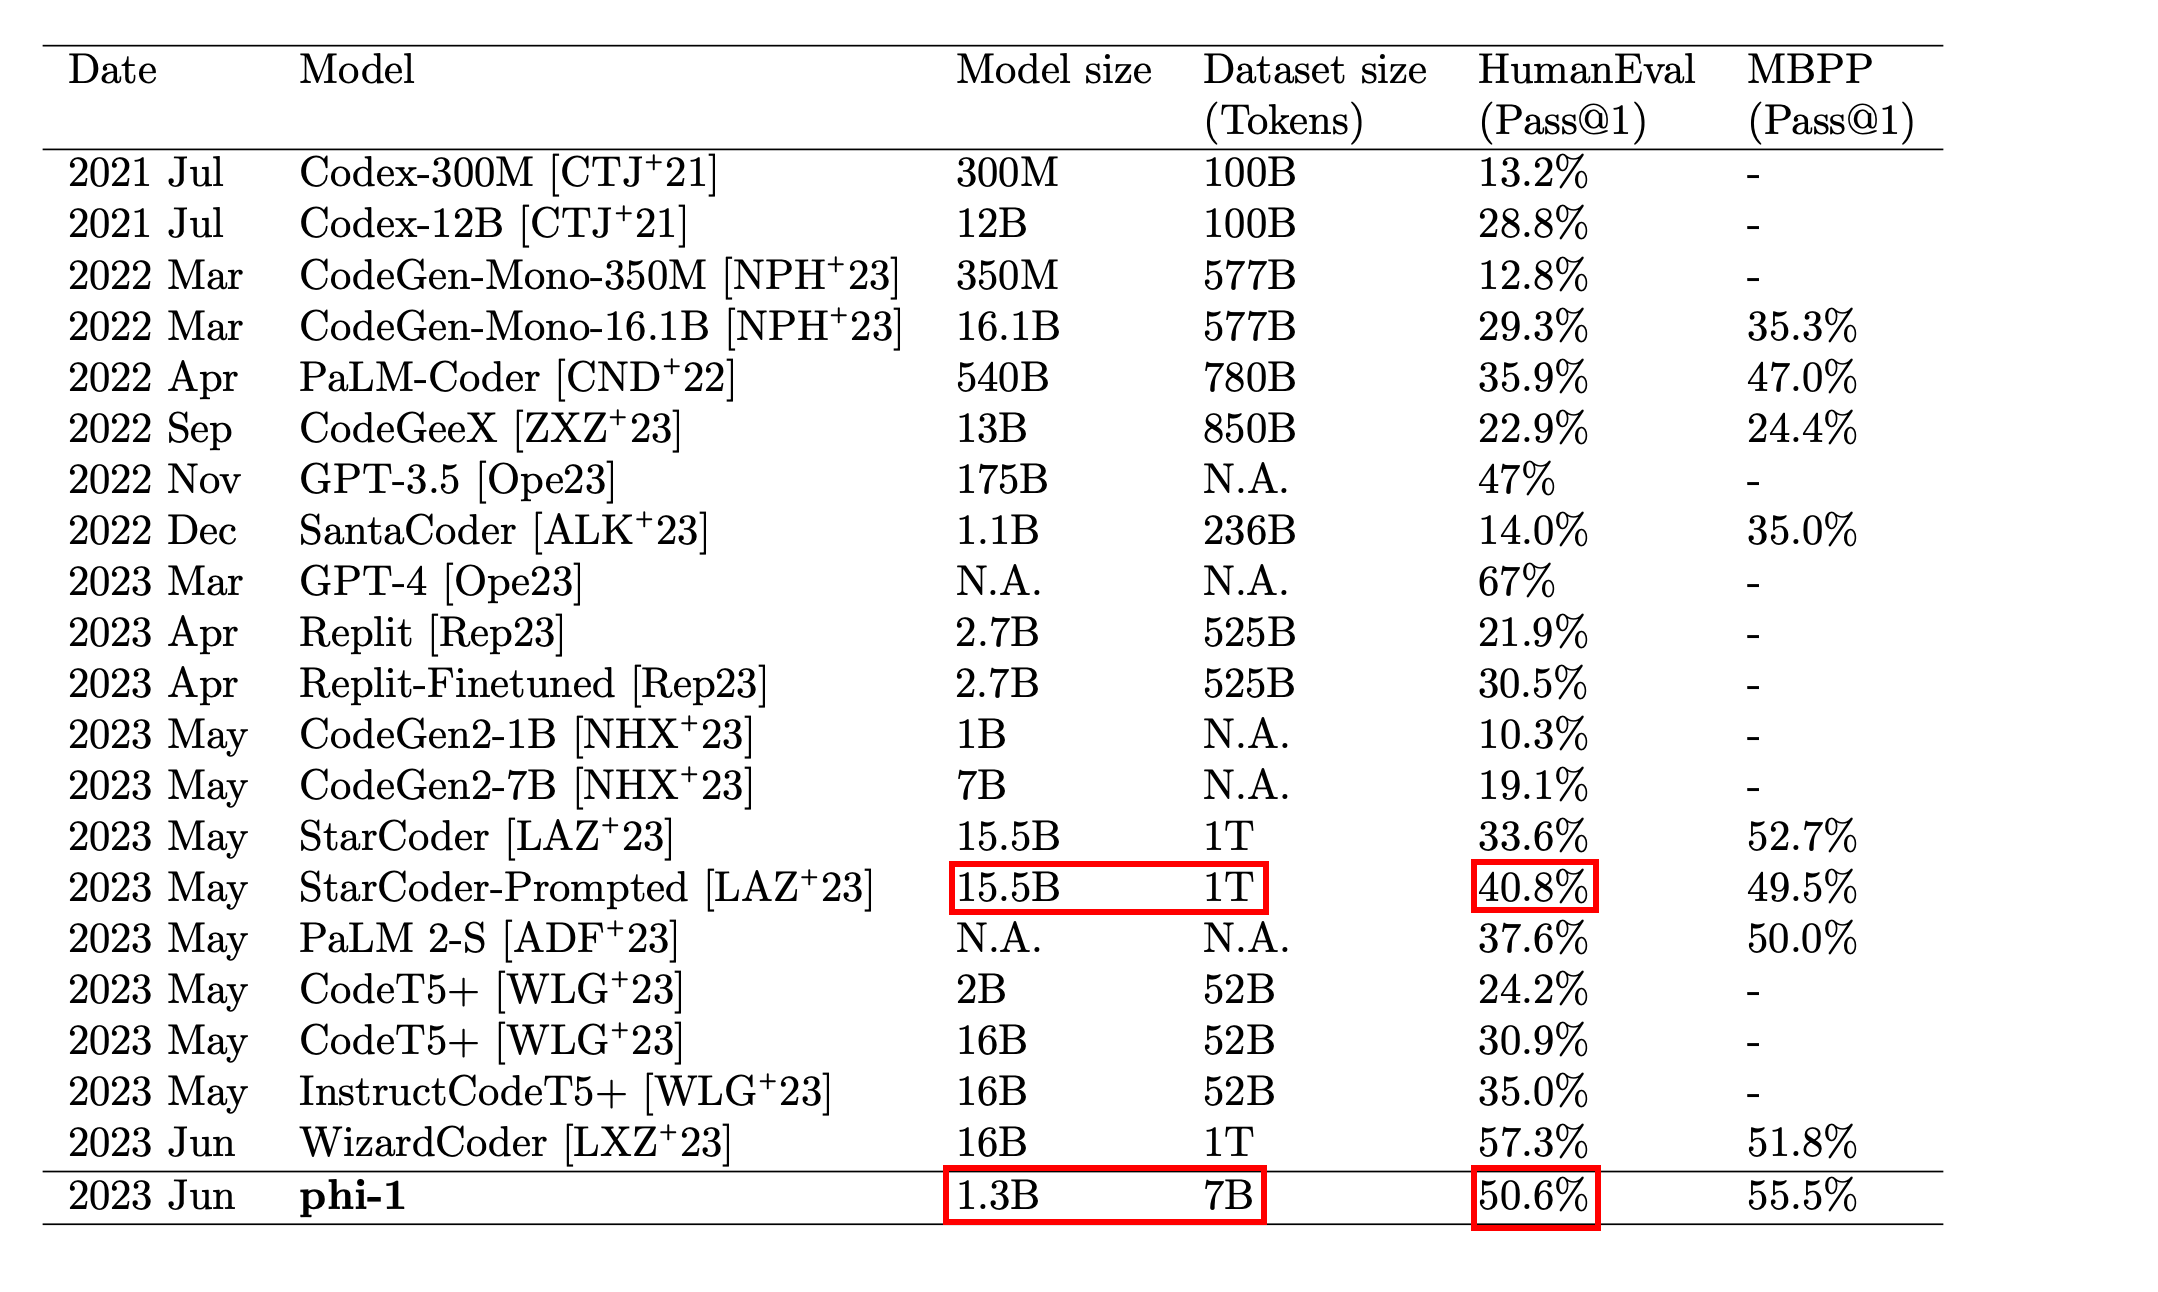 Date Model Model size Dataset size HumanEval MBPP
(Tokens) (Pass@1) (Pass@1)
2021 Jul Codex-300M [CTJ+21] 300M 100B 13.2% -
2021 Jul Codex-12B [CTJ+21] 12B 100B 28.8% -
2022 Mar CodeGen-Mono-350M [NPH+23] 350M 577B 12.8% -
2022 Mar CodeGen-Mono-16.1B [NPH+23] 16.1B 577B 29.3% 35.3%
2022 Apr PaLM-Coder [CND+22] 540B 780B 35.9% 47.0%
2022 Sep CodeGeeX [ZXZ+23] 13B 850B 22.9% 24.4%
2022 Nov GPT-3.5 [Ope23] 175B N.A. 47% -
2022 Dec SantaCoder [ALK+23] 1.1B 236B 14.0% 35.0%
2023 Mar GPT-4 [Ope23] N.A. N.A. 67% -
2023 Apr Replit [Rep23] 2.7B 525B 21.9% -
2023 Apr Replit-Finetuned [Rep23] 2.7B 525B 30.5% -
2023 May CodeGen2-1B [NHX+23] 1B N.A. 10.3% -
2023 May CodeGen2-7B [NHX+23] 7B N.A. 19.1% -
2023 May StarCoder [LAZ+23] 15.5B 1T 33.6% 52.7%
2023 May StarCoder-Prompted [LAZ+23] 15.5B 1T 40.8% 49.5%
2023 May PaLM 2-S [ADF+23] N.A. N.A. 37.6% 50.0%
2023 May CodeT5+ [WLG+23] 2B 52B 24.2% -
2023 May CodeT5+ [WLG+23] 16B 52B 30.9% -
2023 May InstructCodeT5+ [WLG+23] 16B 52B 35.0% -
2023 Jun WizardCoder [LXZ+23] 16B 1T 57.3% 51.8%
2023 Jun phi-1 1.3B 7B 50.6% 55.5%